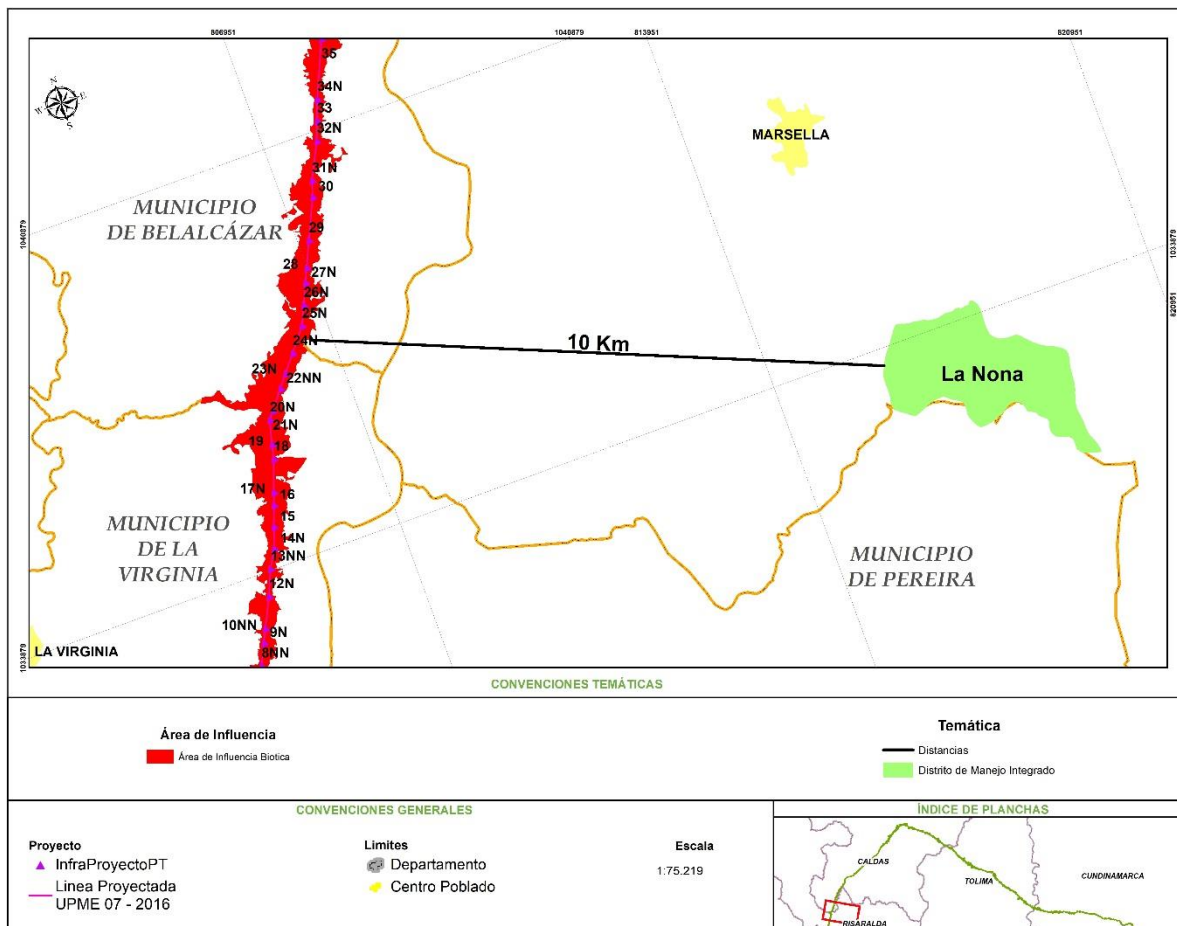 806951
1040879
813951
820951
N
W
E
S
35
34N
33
32N
MARSELLA
31N
30
MUNICIPIO
DE BELALCÁZAR
29
1040879
1033879
28
27N
26N
820951
25N
24N
10 Km
23N
22NN
La Nona
20N
21N
19
18
17N
16
15
MUNICIPIO
DE LA
VIRGINIA
14N
13NN
MUNICIPIO
DE PEREIRA
12N
10NN
9N
8NN
LA VIRGINIA
1033879
CONVENCIONES TEMÁTICAS
Área de Influencia
Área de Influencia Biotica
Temática
Distancias
Distrito de Manejo Integrado
CONVENCIONES GENERALES
ÍNDICE DE PLANCHAS
Proyecto
InfraProyectoPT
Linea Proyectada
UPME 07 - 2016
Limites
Departamento
Centro Poblado
Escala
1:75.219
CALDAS
TOLIMA
CUNDINAMARCA
RISARALDA